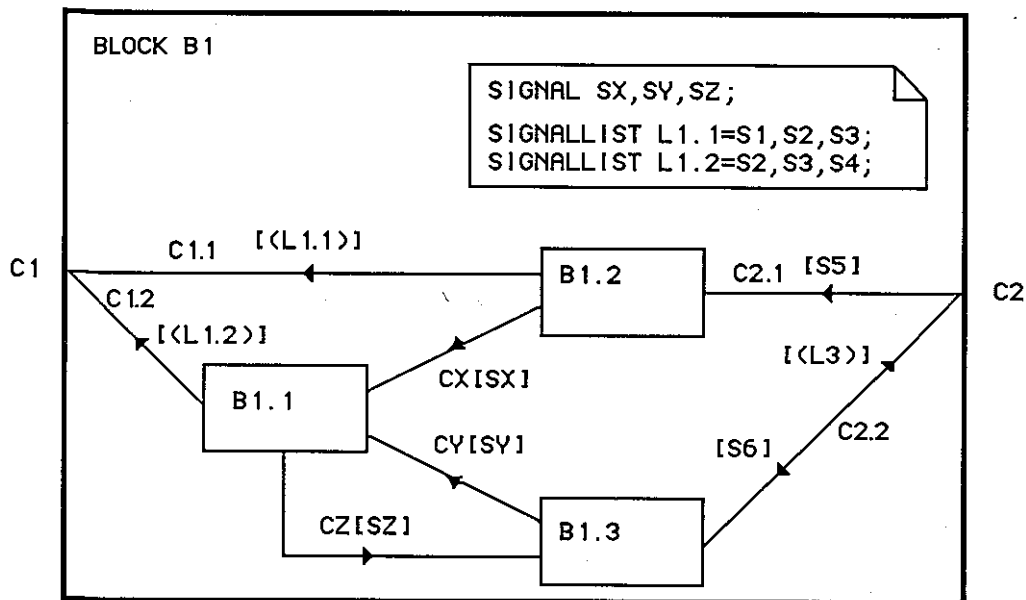 BLOCK B1
SIGNAL SX,SY,SZ;
SIGNALLIST L1.1=S1,S2,S3;
SIGNALLIST L1.2=S2,S3,S4;
C1
C1.1
[(L1.1)]
B1.2
C2.1
[S5]
C2
C1.2
[(L1.2)]
[(L3)]
CX[SX]
B1.1
C2.2
CY[SY]
[S6]
CZ[SZ]
B1.3